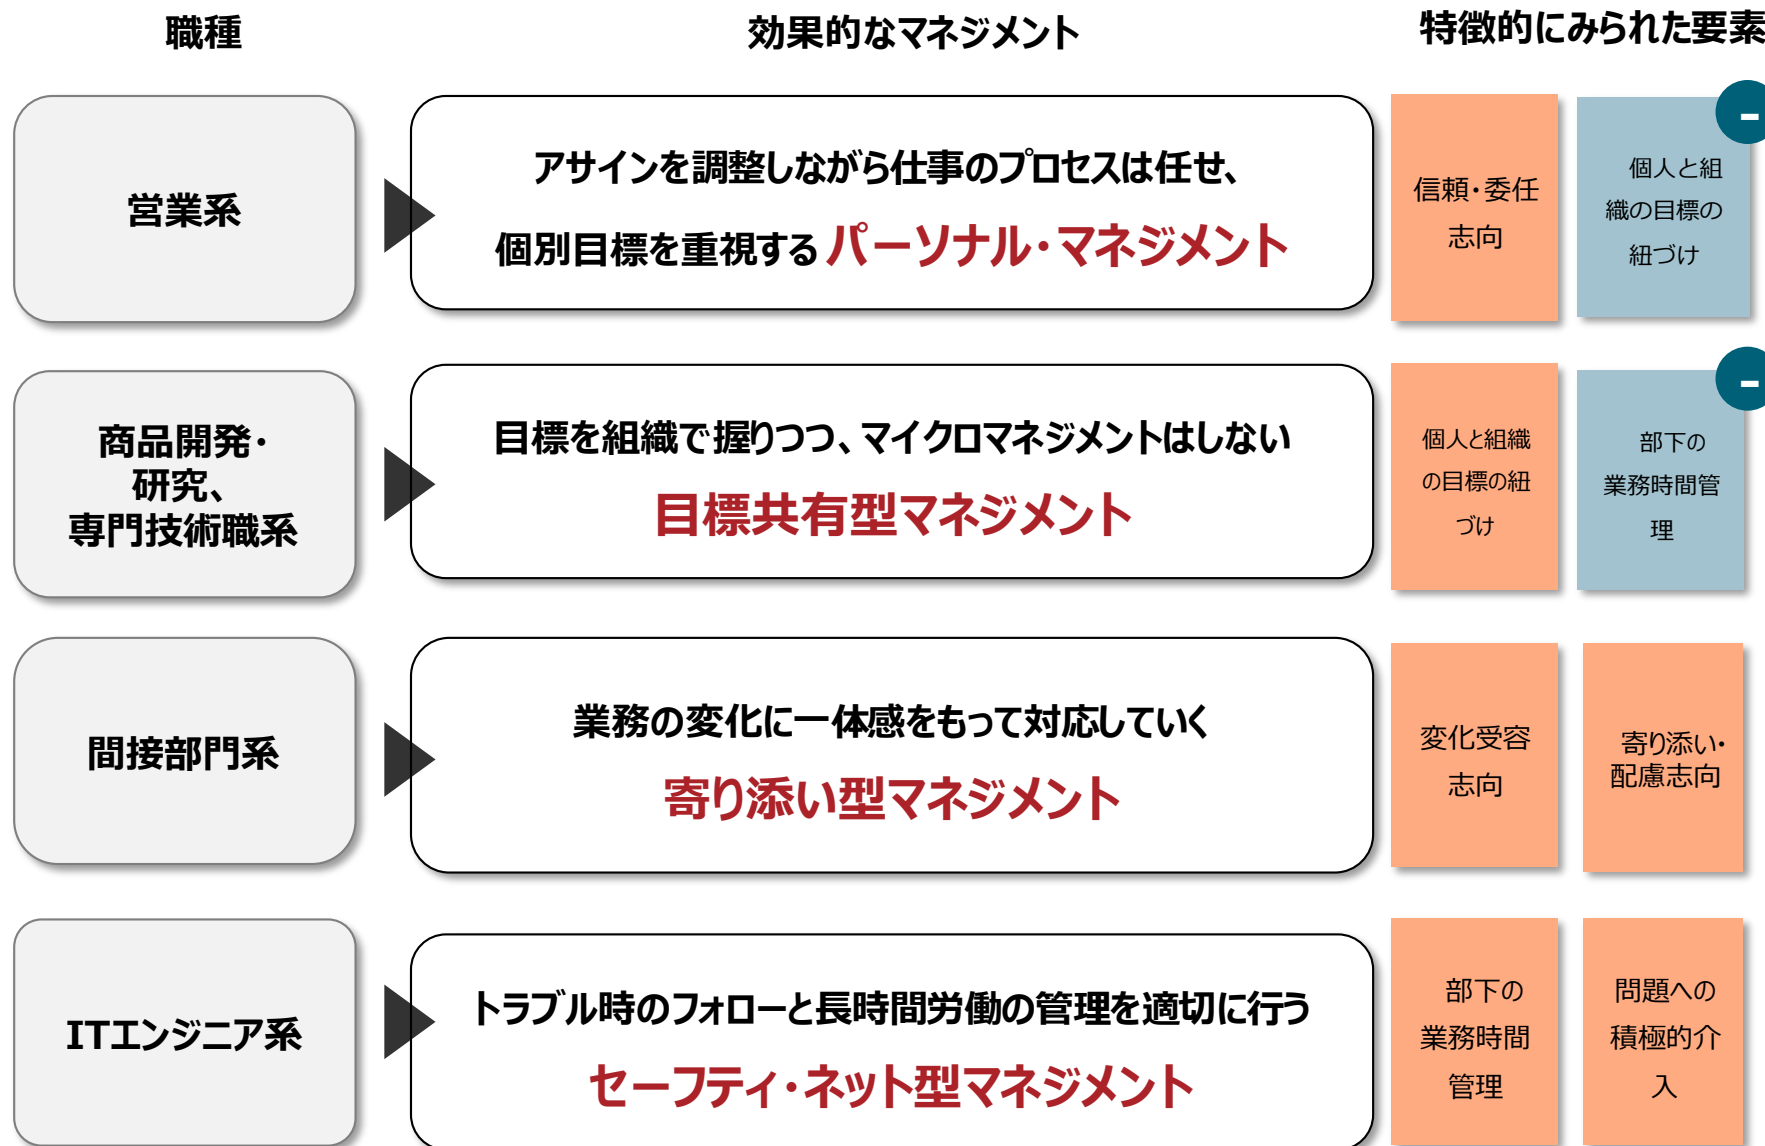 職種
効果的なマネジメント
特徴的にみられた要素
営業系
アサインを調整しながら仕事のプロセスは任せ、
個別目標を重視する パーソナル・マネジメント
信頼・委任
志向
-
個人と組
織の目標の
紐づけ
商品開発・
研究、
専門技術職系
目標を組織で握りつつ、マイクロマネジメントはしない
目標共有型マネジメント
個人と組織
の目標の紐
づけ
-
部下の
業務時間管
理
間接部門系
業務の変化に一体感をもって対応していく
寄り添い型マネジメント
変化受容
志向
寄り添い・
配慮志向
ITエンジニア系
トラブル時のフォローと長時間労働の管理を適切に行う
セーフティ・ネット型マネジメント
部下の
業務時間
管理
問題への
積極的介
入